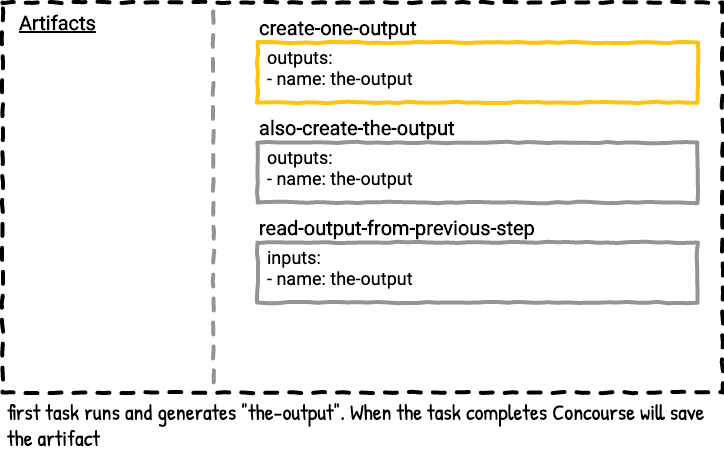 Artifacts
create-one-output
outputs:
- name: the-output
also-create-the-output
outputs:
- name: the-output
read-output-from-previous-step
inputs:
- name: the-output
first task runs and generates "the-output". When the task completes Concourse will save
the artifact